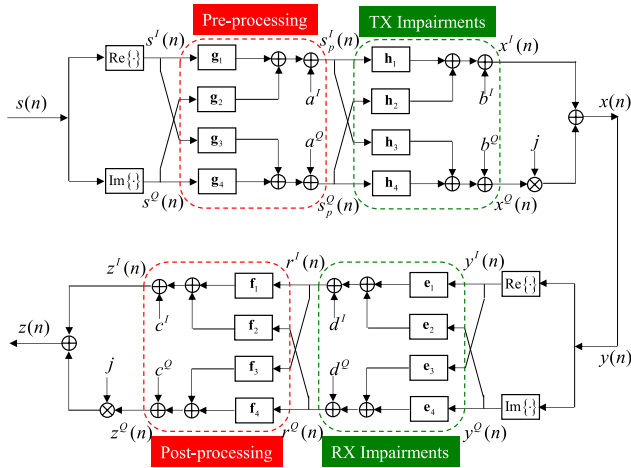 Pre-processing
TX Impairments
s^I(n)
s_p^I(n)
x^I(n)
Re{·}
g_1
h_1
s(n)
g_2
a^I
h_2
b^I
x(n)
g_3
a^Q
h_3
b^Q
j
Im{·}
g_4
h_4
s^Q(n)
s_p^Q(n)
x^Q(n)
z^I(n)
r^I(n)
y^I(n)
f_1
e_1
Re{·}
c^I
f_2
d^I
e_2
z(n)
y(n)
j
c^Q
f_3
d^Q
e_3
f_4
e_4
Im{·}
z^Q(n)
r^Q(n)
y^Q(n)
Post-processing
RX Impairments